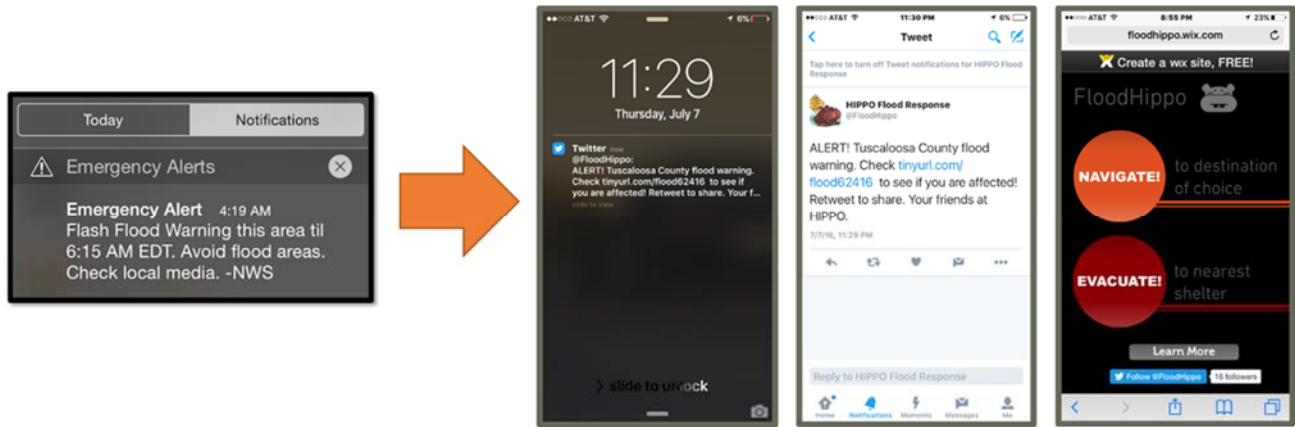 Today Notifications
Emergency Alerts
Emergency Alert 4:19 AM
Flash Flood Warning this area til
6:15 AM EDT. Avoid flood areas.
Check local media. -NWS
AT&T 6%
11:29
Thursday, July 7
Twitter now
@FloodHippo:
ALERT! Tuscaloosa County flood warning.
Check tinyurl.com/flood62416 to see if
you are affected! Retweet to share. Your f...
slide to view
> slide to unlock
AT&T 11:30 PM 6%
Tweet
Tap here to turn off Tweet notifications for HIPPO Flood
Response
HIPPO Flood Response
@FloodHippo
ALERT! Tuscaloosa County flood
warning. Check tinyurl.com/
flood62416 to see if you are affected!
Retweet to share. Your friends at
HIPPO.
7/7/16, 11:29 PM
Reply to HIPPO Flood Response
Home Notifications Moments Messages Me
AT&T 8:55 PM 23%
floodhippo.wix.com
Create a WiX site, FREE!
FloodHippo
NAVIGATE! to destination
of choice
EVACUATE! to nearest
shelter
Learn More
Follow @FloodHippo 16 followers